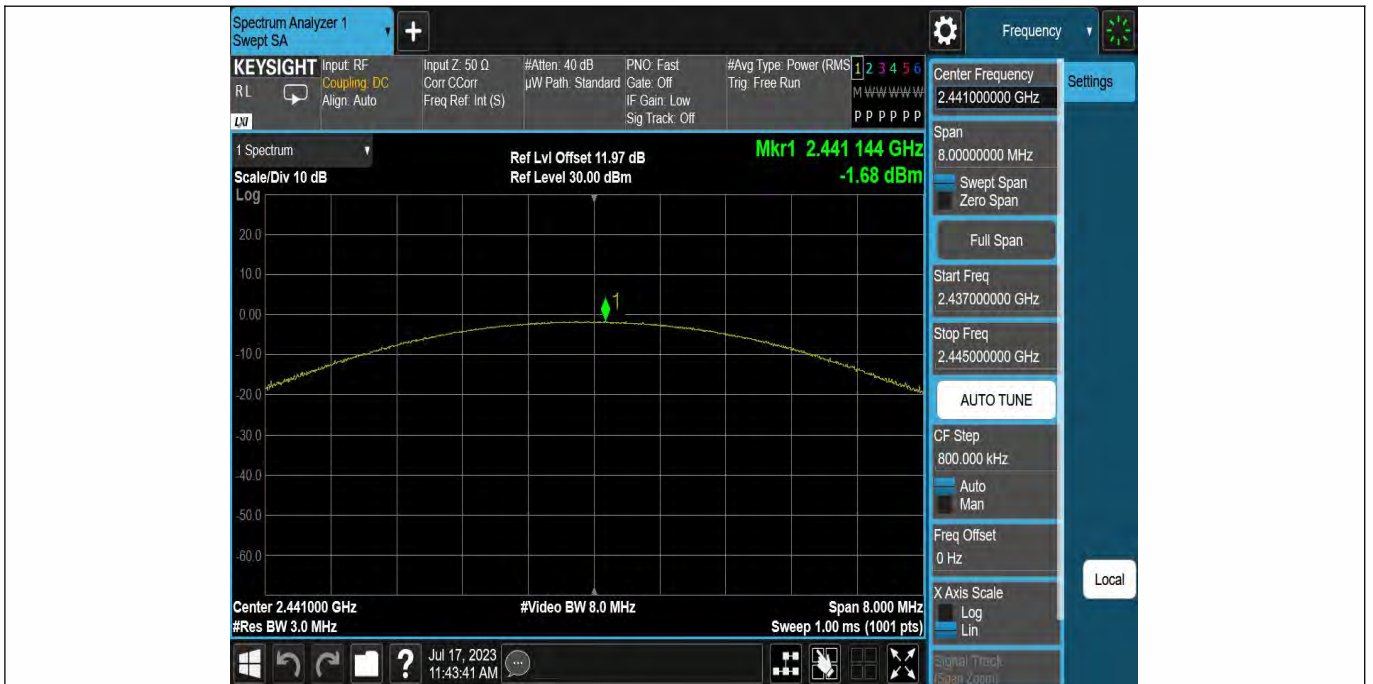 Spectrum Analyzer 1
Swept SA
+
Frequency
KEYSIGHT
RL
LXI
Input: RF
Coupling: DC
Align: Auto
Input Z: 50 Ω
Corr CCorr
Freq Ref: Int (S)
#Atten: 40 dB
µW Path: Standard
PNO: Fast
Gate: Off
IF Gain: Low
Sig Track: Off
#Avg Type: Power (RMS
Trig: Free Run
1 2 3 4 5 6
M W W W W W
P P P P P P
1 Spectrum
Scale/Div 10 dB
Ref Lvl Offset 11.97 dB
Ref Level 30.00 dBm
Mkr1 2.441 144 GHz
-1.68 dBm
Log
20.0
10.0
0.00
-10.0
-20.0
-30.0
-40.0
-50.0
-60.0
1
Center 2.441000 GHz
#Res BW 3.0 MHz
#Video BW 8.0 MHz
Span 8.000 MHz
Sweep 1.00 ms (1001 pts)
Center Frequency
2.441000000 GHz
Settings
Span
8.00000000 MHz
Swept Span
Zero Span
Full Span
Start Freq
2.437000000 GHz
Stop Freq
2.445000000 GHz
AUTO TUNE
CF Step
800.000 kHz
Auto
Man
Freq Offset
0 Hz
X Axis Scale
Log
Lin
Local
Signal Track
(Span Zoom)
?
Jul 17, 2023
11:43:41 AM